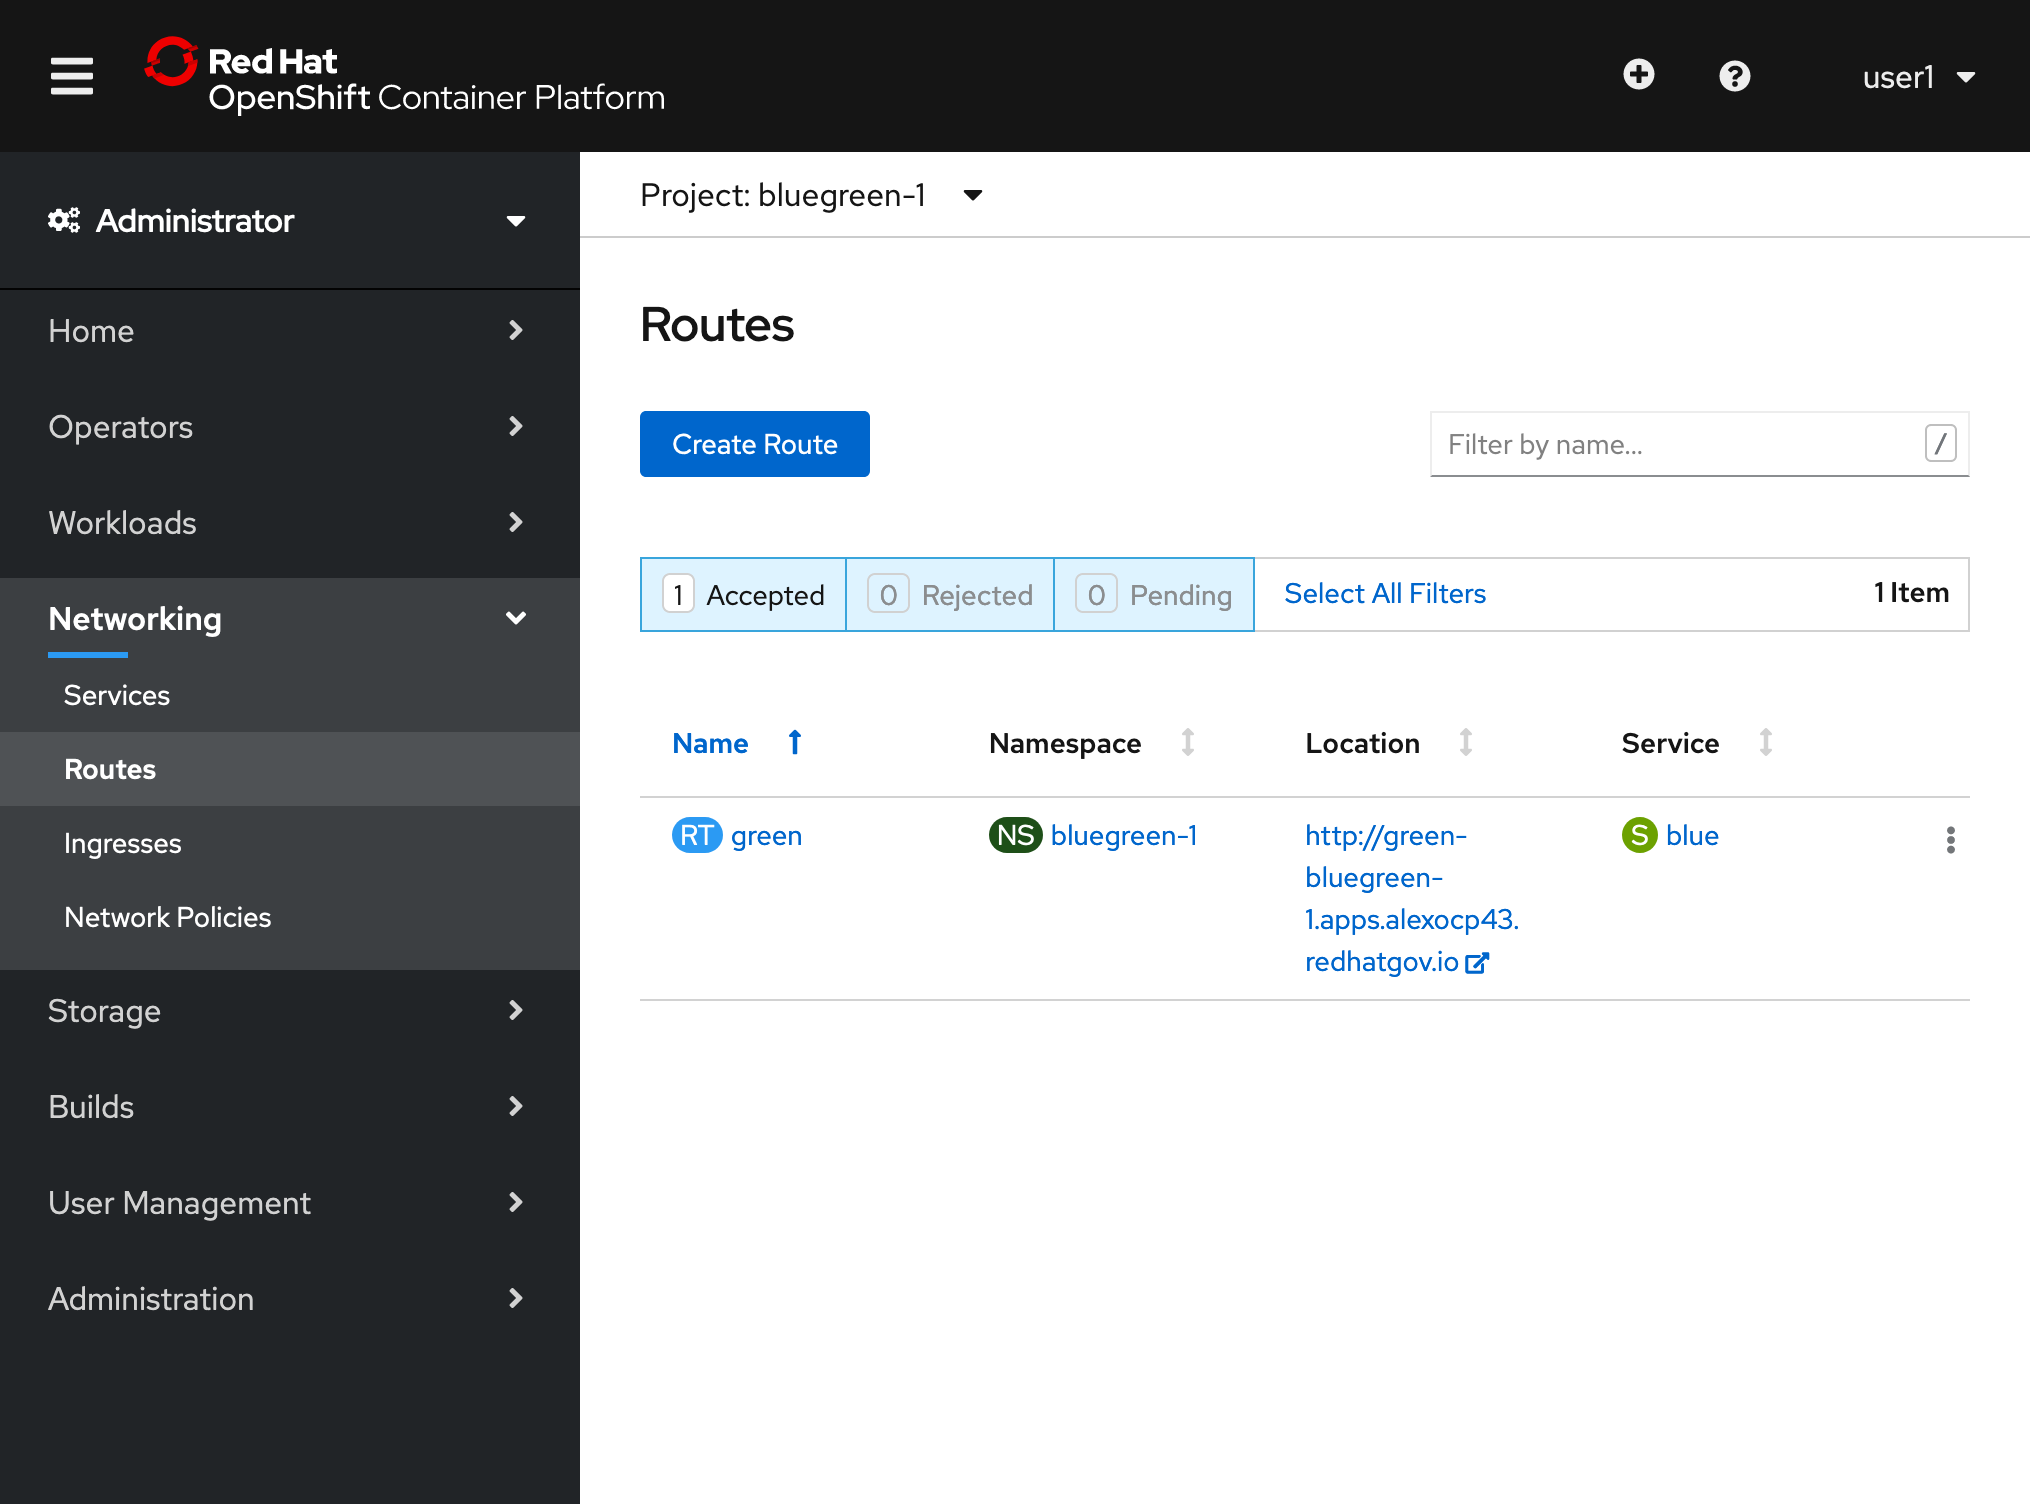 Red Hat
OpenShift Container Platform
user1
Administrator
Home
Operators
Workloads
Networking
Services
Routes
Ingresses
Network Policies
Storage
Builds
User Management
Administration
Project: bluegreen-1
Routes
Create Route
Filter by name...
/
1 Accepted
0 Rejected
0 Pending
Select All Filters
1 Item
Name
Namespace
Location
Service
RT green
NS bluegreen-1
http://green-
bluegreen-
1.apps.alexocp43.
redhatgov.io
S blue